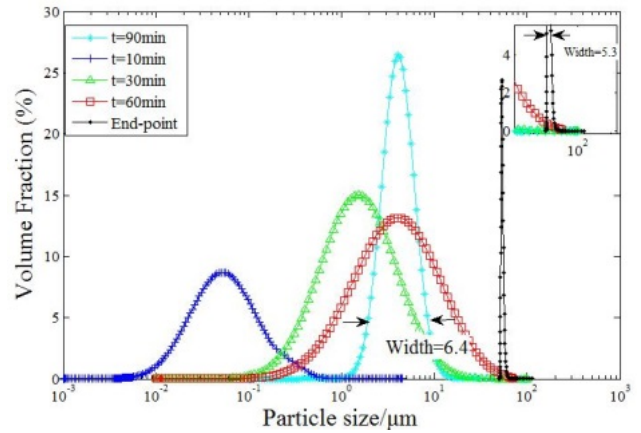 30
25
20
15
10
5
0
Volume Fraction (%)
t=90min
t=10min
t=30min
t=60min
End-point
4
2
0
Width=5.3
10²
Width=6.4
10⁻³
10⁻²
10⁻¹
10⁰
10¹
10²
10³
Particle size/μm